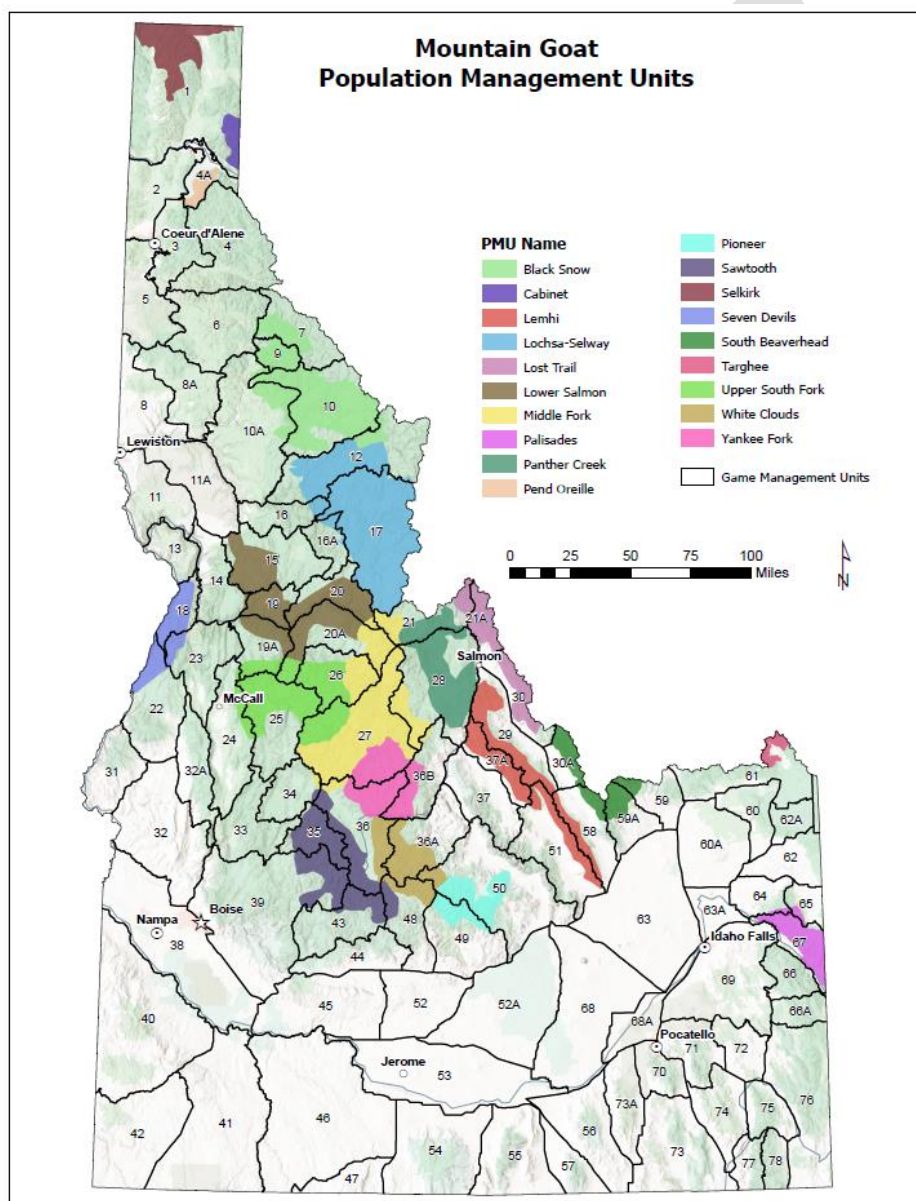 Mountain Goat
Population Management Units
PMU Name
Black Snow
Cabinet
Lemhi
Lochsa-Selway
Lost Trail
Lower Salmon
Middle Fork
Palisades
Panther Creek
Pend Oreille
Pioneer
Sawtooth
Selkirk
Seven Devils
South Beaverhead
Targhee
Upper South Fork
White Clouds
Yankee Fork
Game Management Units
0 25 50 75 100
Miles
N
1
4A
2
Coeur d'Alene
3
4
5
6
7
9
8A
8
10
10A
Lewiston
12
11A
11
17
16
16A
13
15
14
18
19
20
21
21A
20A
19A
23
Salmon
28
26
30
McCall
25
24
22
27
29
37A
30A
31
32A
36B
61
59
59A
60
62A
34
37
58
60A
32
33
35
36
36A
51
62
39
50
64
65
63
63A
43
48
49
67
Nampa
Boise
38
Idaho Falls
44
66
69
66A
45
52
52A
68
68A
40
Pocatello
71
72
Jerome
53
70
73A
74
75
76
42
41
46
54
55
56
57
73
47
77
78